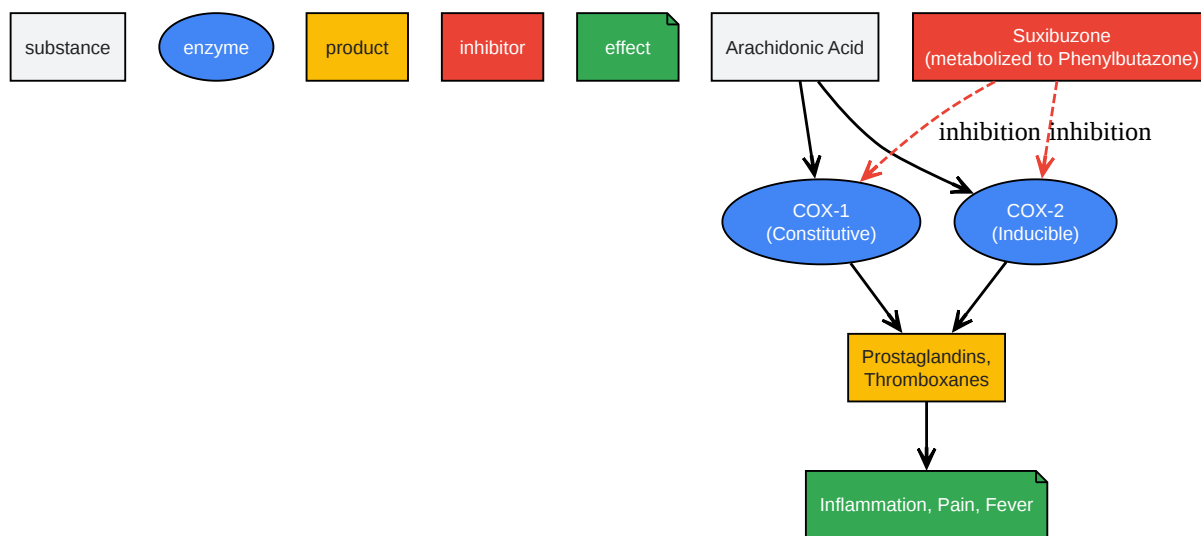 substance
enzyme
product
inhibitor
effect
Arachidonic Acid
Suxibuzone
(metabolized to Phenylbutazone)
inhibition
inhibition
COX-1
(Constitutive)
COX-2
(Inducible)
Prostaglandins,
Thromboxanes
Inflammation, Pain, Fever